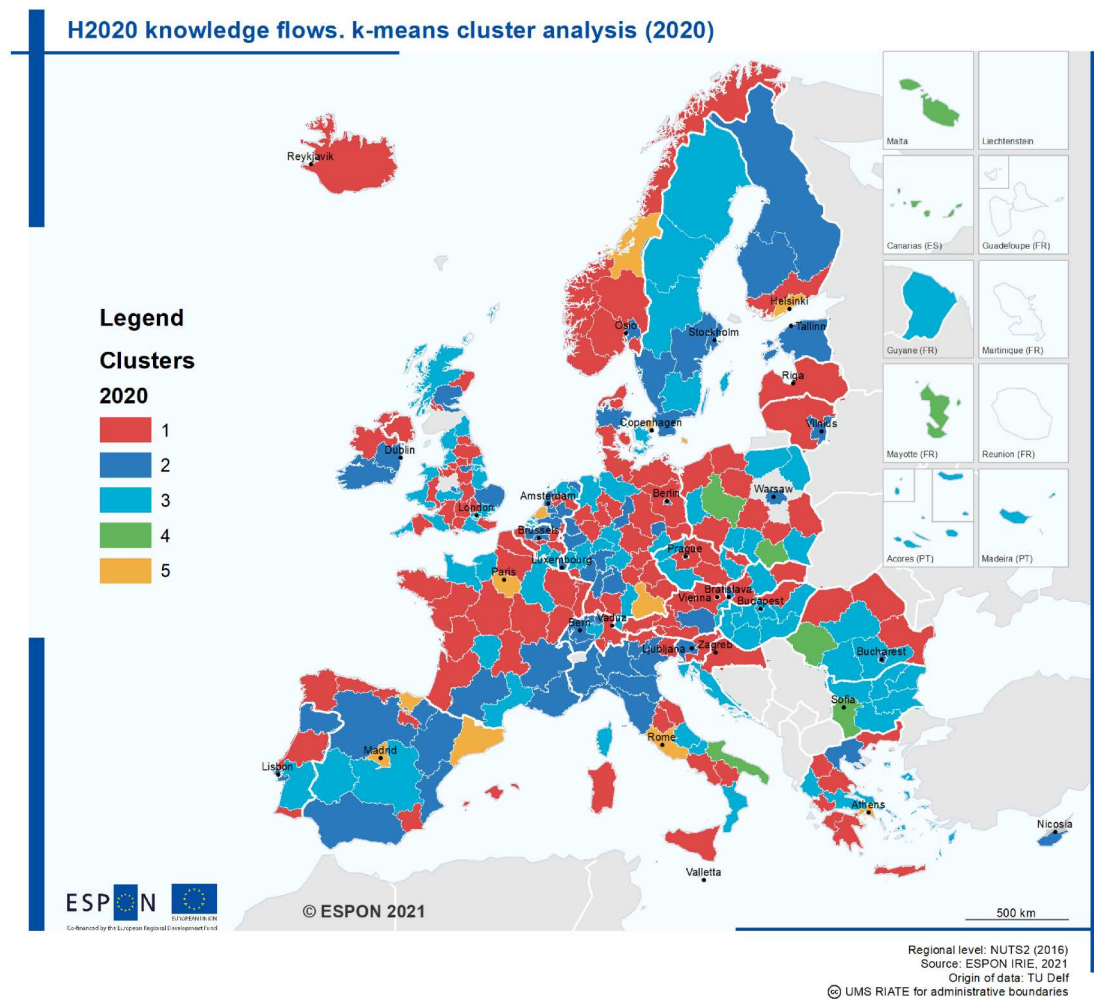 H2020 knowledge flows. k-means cluster analysis (2020)
Reykjavik
Malta
Liechtenstein
Canarias (ES)
Guadeloupe (FR)
Guyane (FR)
Martinique (FR)
Mayotte (FR)
Reunion (FR)
Acores (PT)
Madeira (PT)
Legend
Clusters
2020
1
2
3
4
5
Oslo
Stockholm
Helsinki
Tallinn
Riga
Vilnius
Copenhagen
Dublin
London
Amsterdam
Berlin
Warsaw
Brussels
Luxembourg
Prague
Paris
Bratislava
Vienna
Budapest
Bern
Vaduz
Ljubljana
Zagreb
Bucharest
Sofia
Rome
Madrid
Lisbon
Athens
Nicosia
Valletta
ESPON
EUROPEAN UNION
Co-financed by the European Regional Development Fund
© ESPON 2021
500 km
Regional level: NUTS2 (2016)
Source: ESPON IRIE, 2021
Origin of data: TU Delf
cc UMS RIATE for administrative boundaries